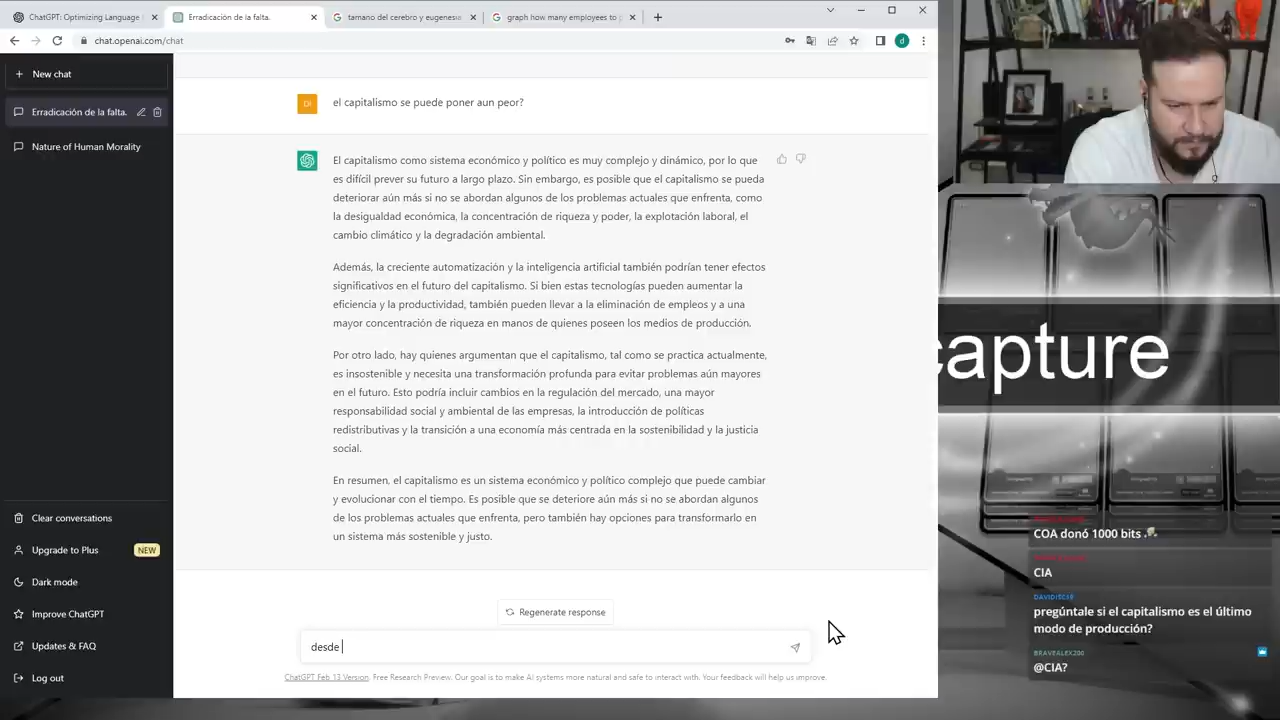 ChatGPT: Optimizing Language
Erradicación de la falta.
tamano del cerebro y eugenesia
graph how many employees to p
chat.openai.com/chat
d
New chat
Erradicación de la falta.
Nature of Human Morality
Clear conversations
Upgrade to Plus NEW
Dark mode
Improve ChatGPT
Updates & FAQ
Log out
DI
el capitalismo se puede poner aun peor?
El capitalismo como sistema económico y político es muy complejo y dinámico, por lo que
es difícil prever su futuro a largo plazo. Sin embargo, es posible que el capitalismo se pueda
deteriorar aún más si no se abordan algunos de los problemas actuales que enfrenta, como
la desigualdad económica, la concentración de riqueza y poder, la explotación laboral, el
cambio climático y la degradación ambiental.
Además, la creciente automatización y la inteligencia artificial también podrían tener efectos
significativos en el futuro del capitalismo. Si bien estas tecnologías pueden aumentar la
eficiencia y la productividad, también pueden llevar a la eliminación de empleos y a una
mayor concentración de riqueza en manos de quienes poseen los medios de producción.
Por otro lado, hay quienes argumentan que el capitalismo, tal como se practica actualmente,
es insostenible y necesita una transformación profunda para evitar problemas aún mayores
en el futuro. Esto podría incluir cambios en la regulación del mercado, una mayor
responsabilidad social y ambiental de las empresas, la introducción de políticas
redistributivas y la transición a una economía más centrada en la sostenibilidad y la justicia
social.
En resumen, el capitalismo es un sistema económico y político complejo que puede cambiar
y evolucionar con el tiempo. Es posible que se deteriore aún más si no se abordan algunos
de los problemas actuales que enfrenta, pero también hay opciones para transformarlo en
un sistema más sostenible y justo.
Regenerate response
desde
ChatGPT Feb 13 Version. Free Research Preview. Our goal is to make AI systems more natural and safe to interact with. Your feedback will help us improve.
capture
COA donó 1000 bits
CIA
DAVIDISC10
pregúntale si el capitalismo es el último
modo de producción?
BRAVEALEX200
@CIA?